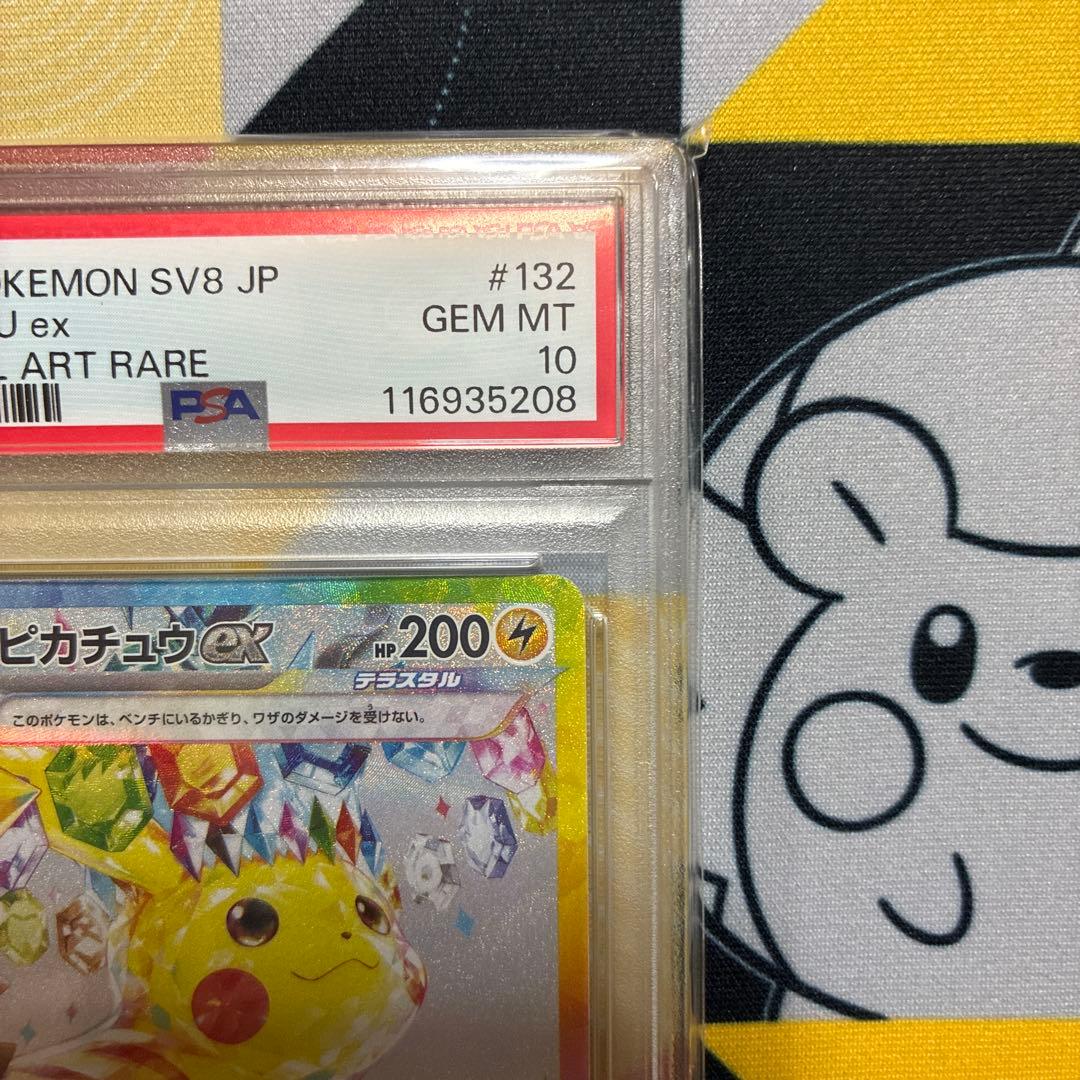 OKEMON SV8 JP #132
U ex GEM MT
L ART RARE 10
PSA 116935208
ピカチュウex HP200
テラスタル
このポケモンは、ベンチにいるかぎり、ワザのダメージを受けない。